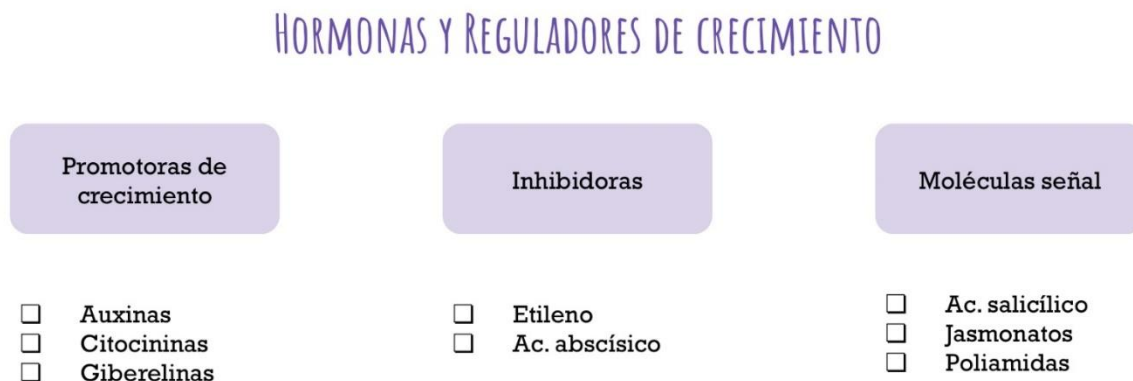 HORMONAS Y REGULADORES DE CRECIMIENTO
Promotoras de
crecimiento
Inhibidoras
Moléculas señal
❏ Auxinas
❏ Citocininas
❏ Giberelinas
❏ Etileno
❏ Ac. abscísico
❏ Ac. salicílico
❏ Jasmonatos
❏ Poliamidas